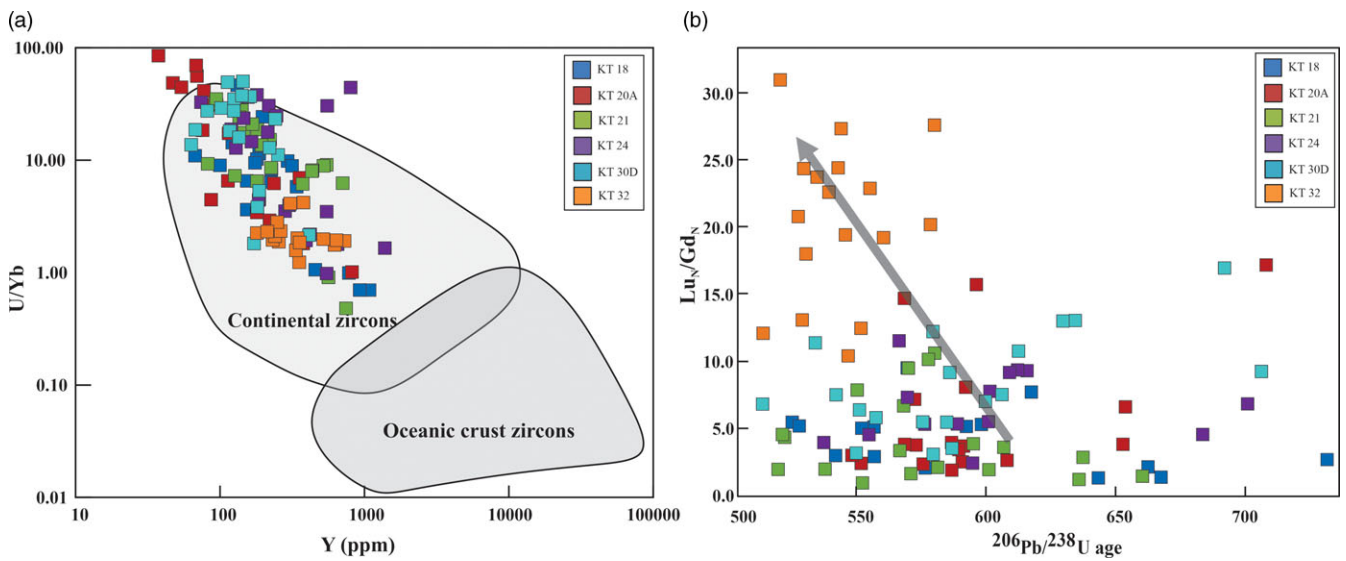 (a)
100.00
10.00
1.00
0.10
0.01
U/Yb
10
100
1000
10000
100000
Y (ppm)
KT 18
KT 20A
KT 21
KT 24
KT 30D
KT 32
Continental zircons
Oceanic crust zircons
(b)
30.0
25.0
20.0
15.0
10.0
5.0
0.0
Lu_N/Gd_N
500
550
600
650
700
²⁰⁶Pb/²³⁸U age
KT 18
KT 20A
KT 21
KT 24
KT 30D
KT 32